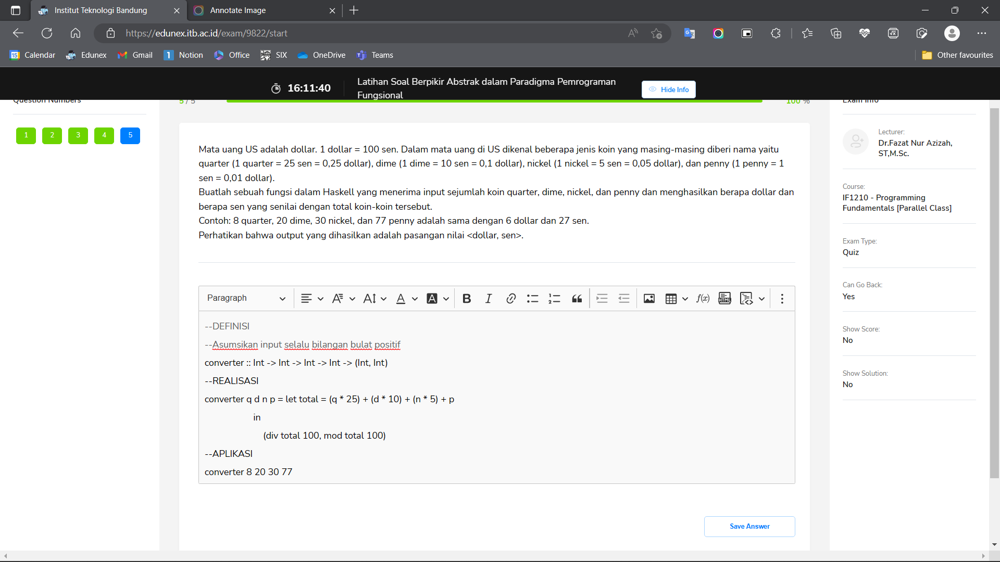 Institut Teknologi Bandung
Annotate Image
https://edunex.itb.ac.id/exam/9822/start
15 Calendar
Edunex
Gmail
1 Notion
Office
SIX
OneDrive
Teams
Other favourites
16:11:40
Latihan Soal Berpikir Abstrak dalam Paradigma Pemrograman
Fungsional
Hide Info
Question Numbers
5 / 5
100 %
Exam Info
1
2
3
4
5
Mata uang US adalah dollar. 1 dollar = 100 sen. Dalam mata uang di US dikenal beberapa jenis koin yang masing-masing diberi nama yaitu
quarter (1 quarter = 25 sen = 0,25 dollar), dime (1 dime = 10 sen = 0,1 dollar), nickel (1 nickel = 5 sen = 0,05 dollar), dan penny (1 penny = 1
sen = 0,01 dollar).
Buatlah sebuah fungsi dalam Haskell yang menerima input sejumlah koin quarter, dime, nickel, dan penny dan menghasilkan berapa dollar dan
berapa sen yang senilai dengan total koin-koin tersebut.
Contoh: 8 quarter, 20 dime, 30 nickel, dan 77 penny adalah sama dengan 6 dollar dan 27 sen.
Perhatikan bahwa output yang dihasilkan adalah pasangan nilai <dollar, sen>.
Paragraph
f(x)
HTML
--DEFINISI
--Asumsikan input selalu bilangan bulat positif
converter :: Int -> Int -> Int -> Int -> (Int, Int)
--REALISASI
converter q d n p = let total = (q * 25) + (d * 10) + (n * 5) + p
in
(div total 100, mod total 100)
--APLIKASI
converter 8 20 30 77
Save Answer
Lecturer:
Dr.Fazat Nur Azizah,
ST,M.Sc.
Course:
IF1210 - Programming
Fundamentals [Parallel Class]
Exam Type:
Quiz
Can Go Back:
Yes
Show Score:
No
Show Solution:
No